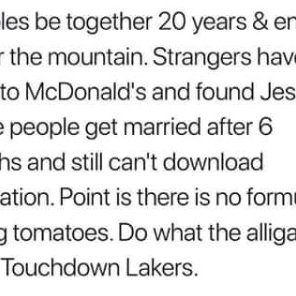 les be together 20 years & en
r the mountain. Strangers hav
to McDonald's and found Jes
e people get married after 6
hs and still can't download
ation. Point is there is no formu
g tomatoes. Do what the alliga
Touchdown Lakers.